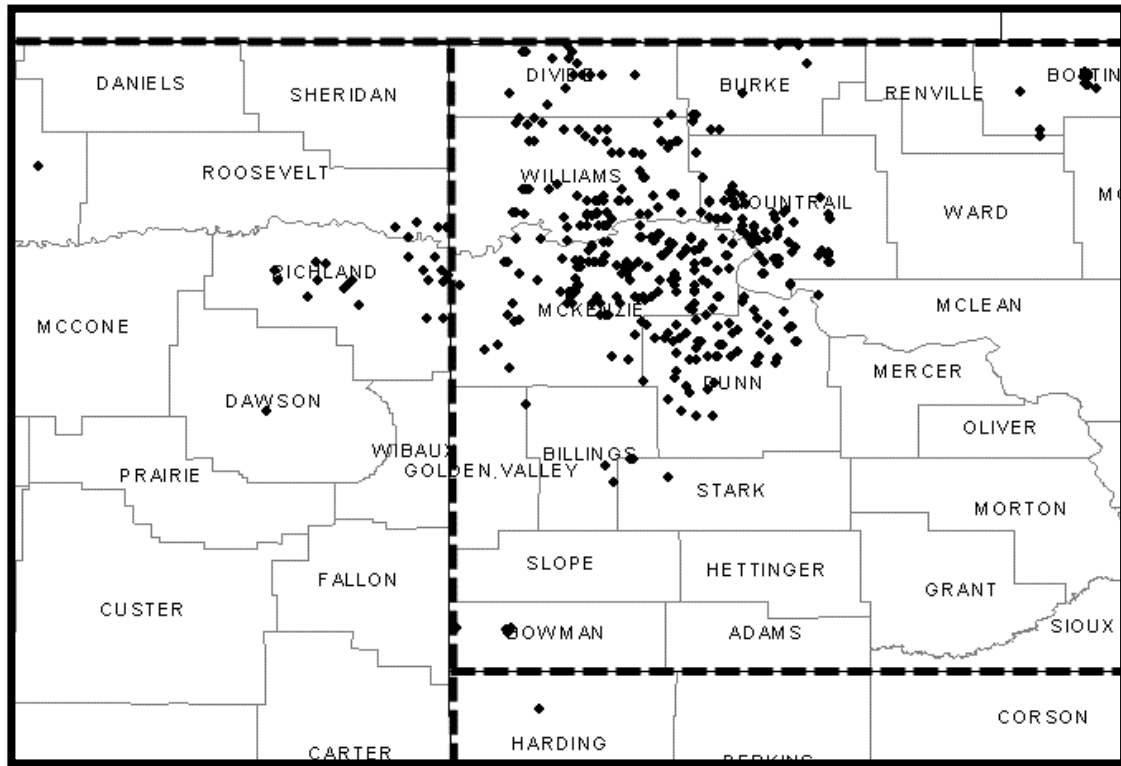 DANIELS
SHERIDAN
DIVIDE
BURKE
RENVILLE
BOTTIN
ROOSEVELT
WILLIAMS
MOUNTRAIL
WARD
RICHLAND
MCCONE
MCKENZIE
MCLEAN
MERCER
DUNN
DAWSON
OLIVER
WIBAUX
BILLINGS
GOLDEN VALLEY
PRAIRIE
STARK
MORTON
SLOPE
HETTINGER
FALLON
GRANT
CUSTER
BOWMAN
ADAMS
SIOUX
CORSON
HARDING
CARTER
PERKINS